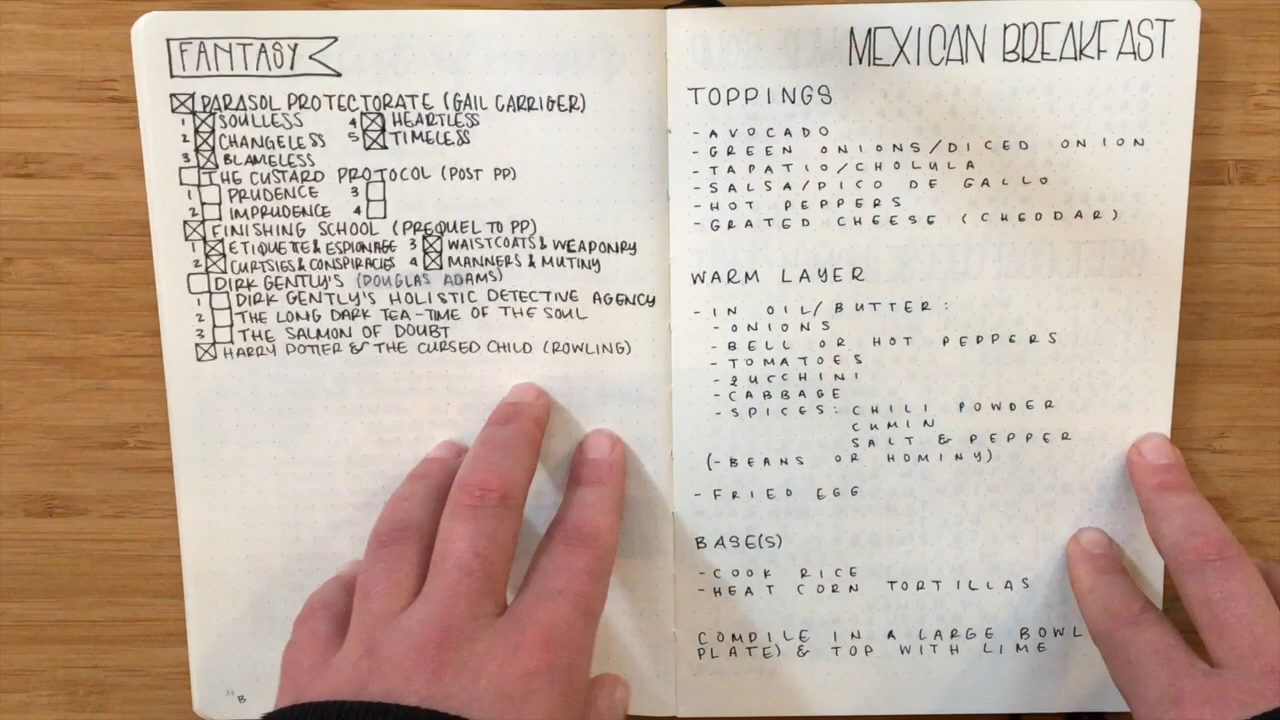 FANTASY
PARASOL PROTECTORATE (GAIL CARRIGER)
SOULLESS 4 HEARTLESS
2 CHANGELESS 5 TIMELESS
3 BLAMELESS
THE CUSTARD PROTOCOL (POST PP)
1 PRUDENCE 3
2 IMPRUDENCE 4
FINISHING SCHOOL (PREQUEL TO PP)
1 ETIQUETTE & ESPIONAGE 3 WAISTCOATS & WEAPONRY
2 CURTSIES & CONSPIRACIES 4 MANNERS & MUTINY
DIRK GENTLY'S (DOUGLAS ADAMS)
1 DIRK GENTLY'S HOLISTIC DETECTIVE AGENCY
2 THE LONG DARK TEA-TIME OF THE SOUL
3 THE SALMON OF DOUBT
HARRY POTTER & THE CURSED CHILD (ROWLING)
B
MEXICAN BREAKFAST
TOPPINGS
- AVOCADO
- GREEN ONIONS/DICED ONION
- TAPATIO/CHOLULA
- SALSA/PICO DE GALLO
- HOT PEPPERS
- GRATED CHEESE (CHEDDAR)
WARM LAYER
- IN OIL/BUTTER:
- ONIONS
- BELL OR HOT PEPPERS
- TOMATOES
- ZUCCHINI
- CABBAGE
- SPICES: CHILI POWDER
CUMIN
SALT & PEPPER
(- BEANS OR HOMINY)
- FRIED EGG
BASE(S)
- COOK RICE
- HEAT CORN TORTILLAS
COMPILE IN A LARGE BOWL
PLATE) & TOP WITH LIME